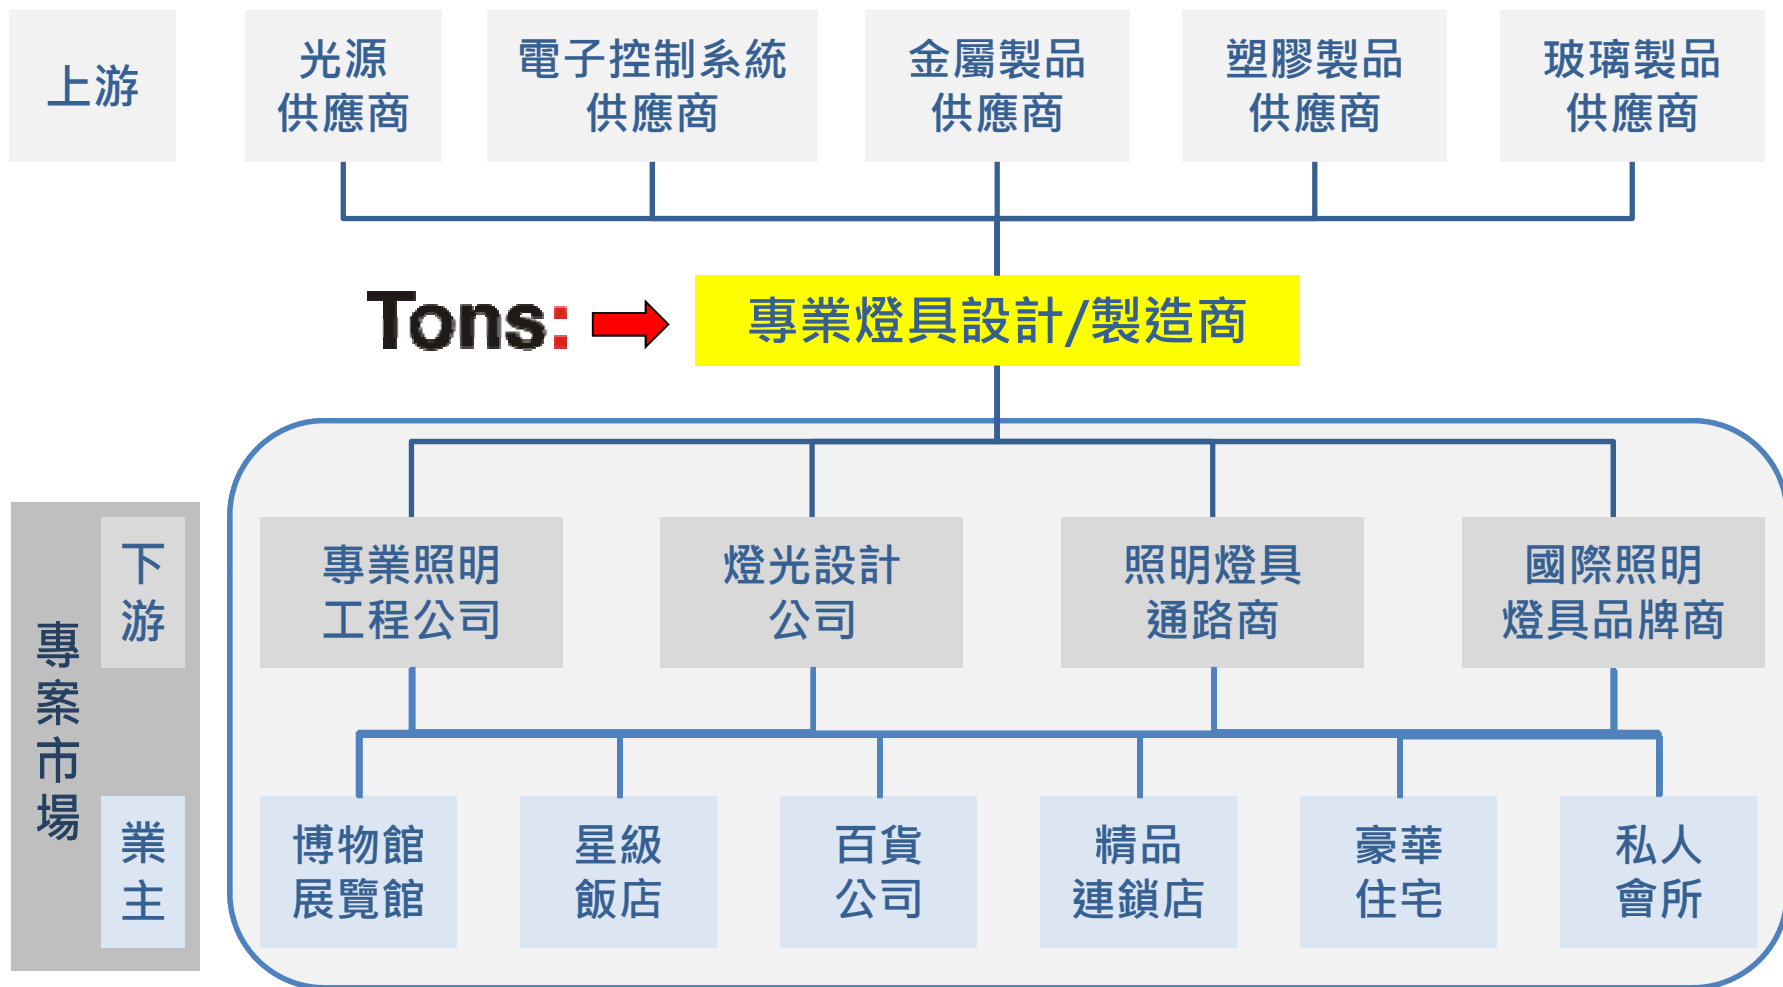 上游
光源
供應商
電子控制系統
供應商
金屬製品
供應商
塑膠製品
供應商
玻璃製品
供應商
Tons:
專業燈具設計/製造商
專案市場
下游
專業照明
工程公司
燈光設計
公司
照明燈具
通路商
國際照明
燈具品牌商
業主
博物館
展覽館
星級
飯店
百貨
公司
精品
連鎖店
豪華
住宅
私人
會所